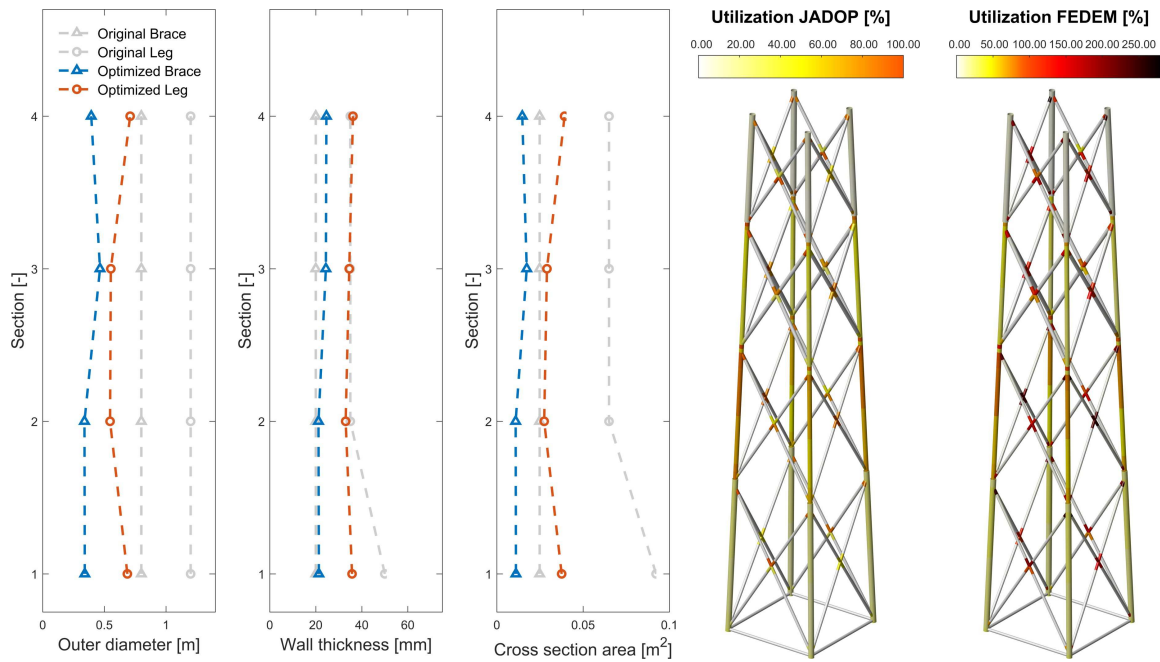 Original Brace
Original Leg
Optimized Brace
Optimized Leg
4
3
2
1
Section [-]
0
0.5
1
Outer diameter [m]
4
3
2
1
Section [-]
0
20
40
60
Wall thickness [mm]
4
3
2
1
Section [-]
0
0.05
0.1
Cross section area [m²]
Utilization JADOP [%]
0.00 20.00 40.00 60.00 80.00 100.00
Utilization FEDEM [%]
0.00 50.00 100.00 150.00 200.00 250.00